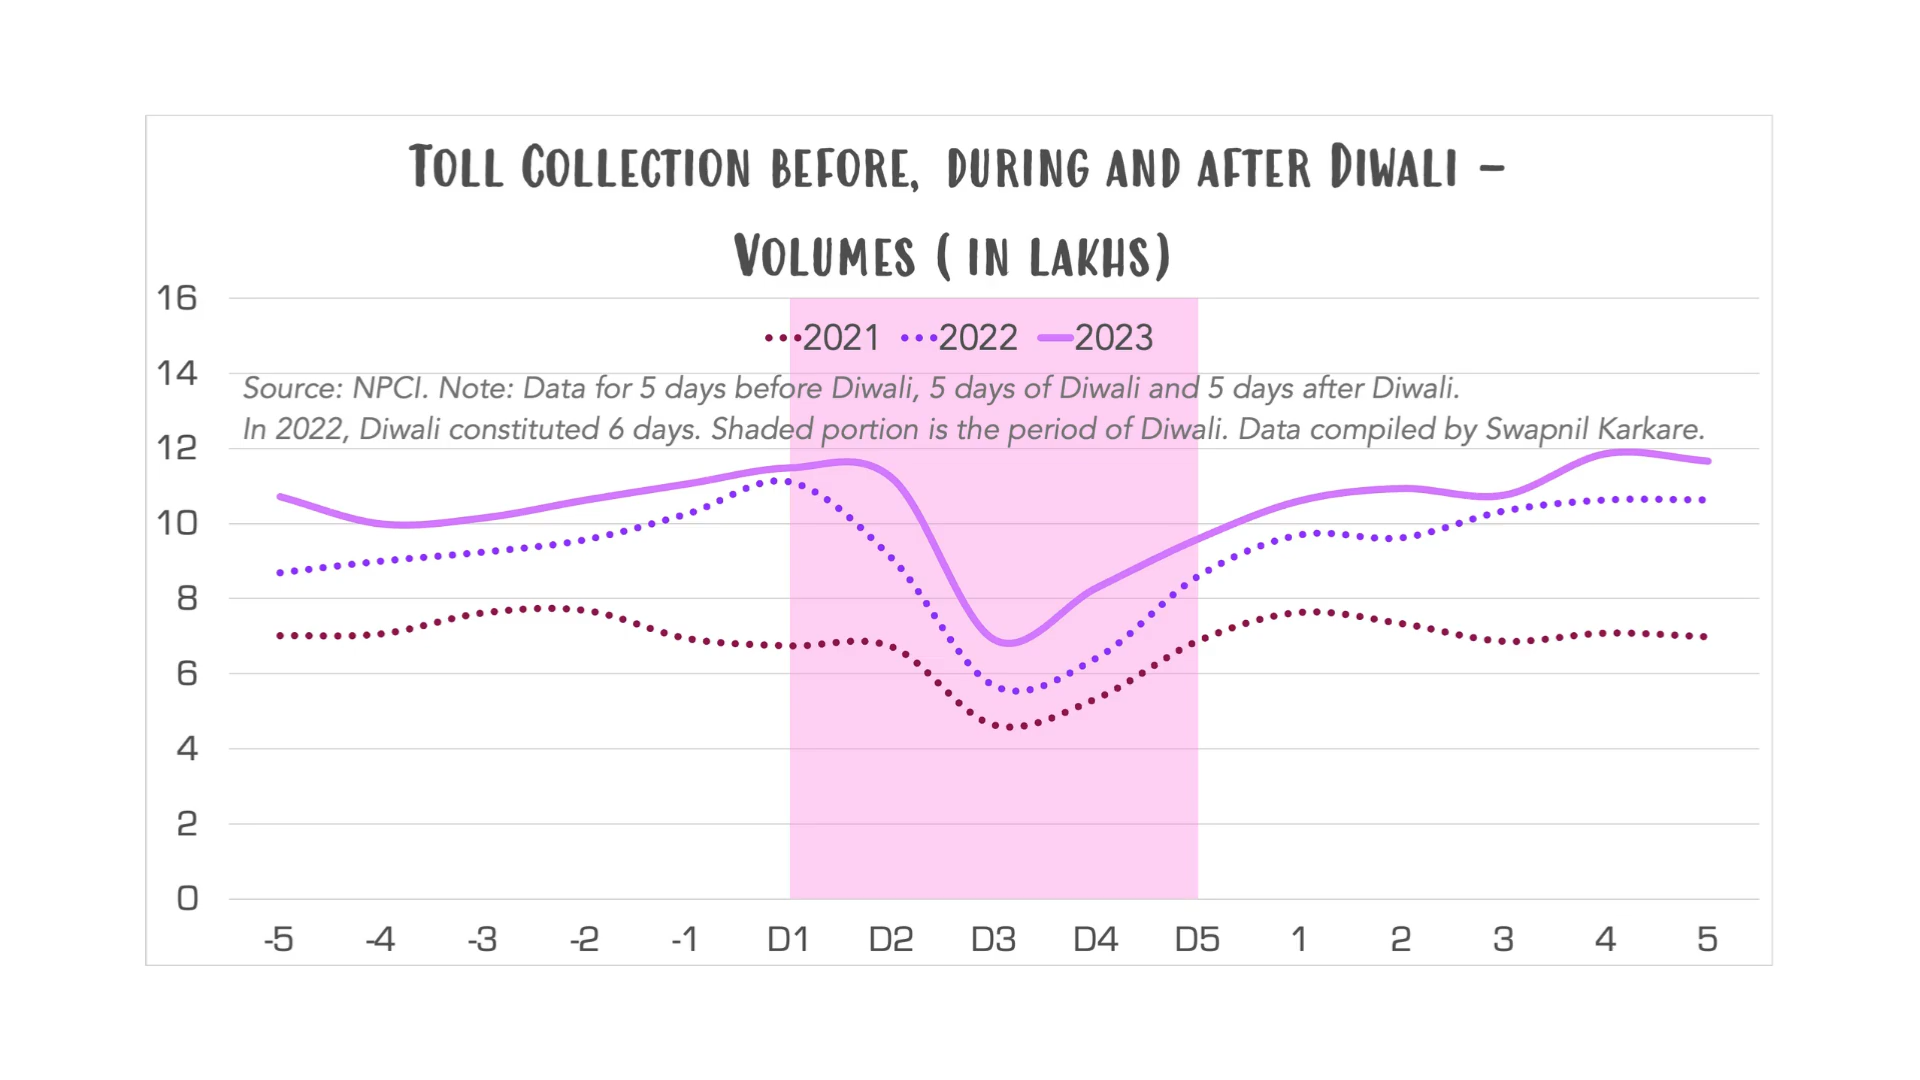 Toll Collection before, during and after Diwali –
Volumes ( in lakhs)
16
2021 2022 2023
14
Source: NPCI. Note: Data for 5 days before Diwali, 5 days of Diwali and 5 days after Diwali.
In 2022, Diwali constituted 6 days. Shaded portion is the period of Diwali. Data compiled by Swapnil Karkare.
12
10
8
6
4
2
0
-5 -4 -3 -2 -1 D1 D2 D3 D4 D5 1 2 3 4 5